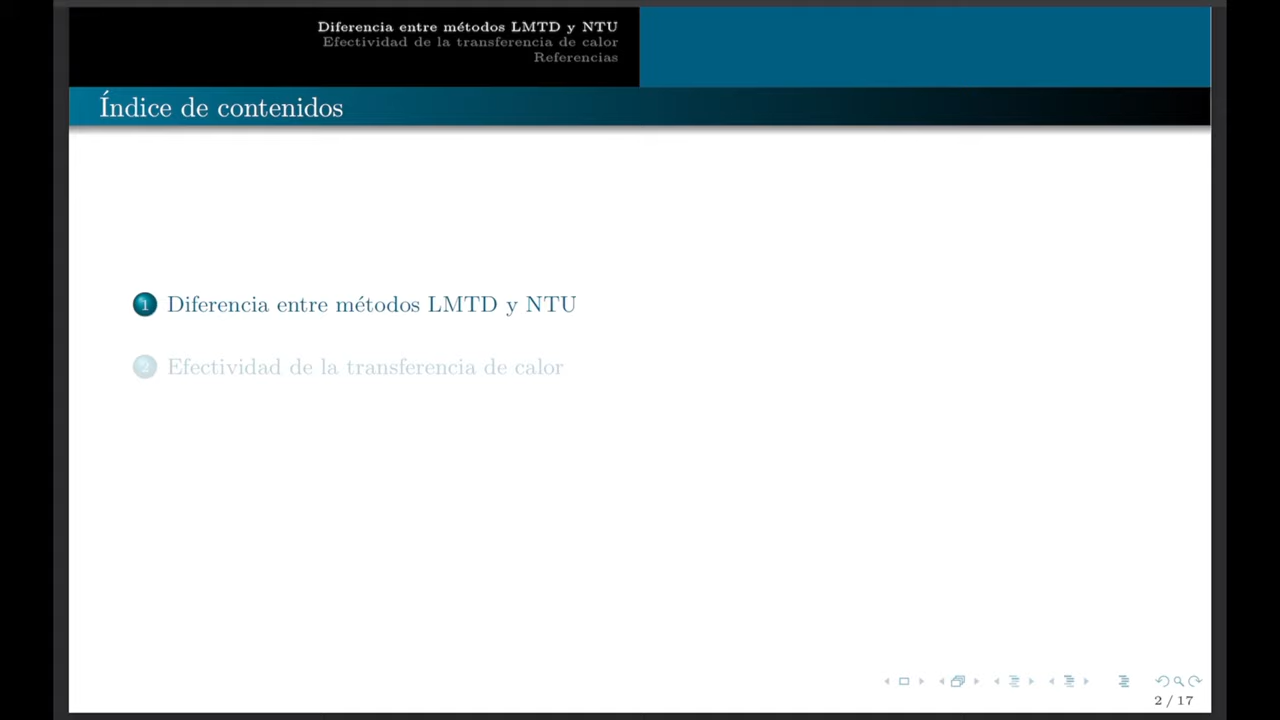 Diferencia entre métodos LMTD y NTU
Efectividad de la transferencia de calor
Referencias
Índice de contenidos
1 Diferencia entre métodos LMTD y NTU
2 Efectividad de la transferencia de calor
2 / 17